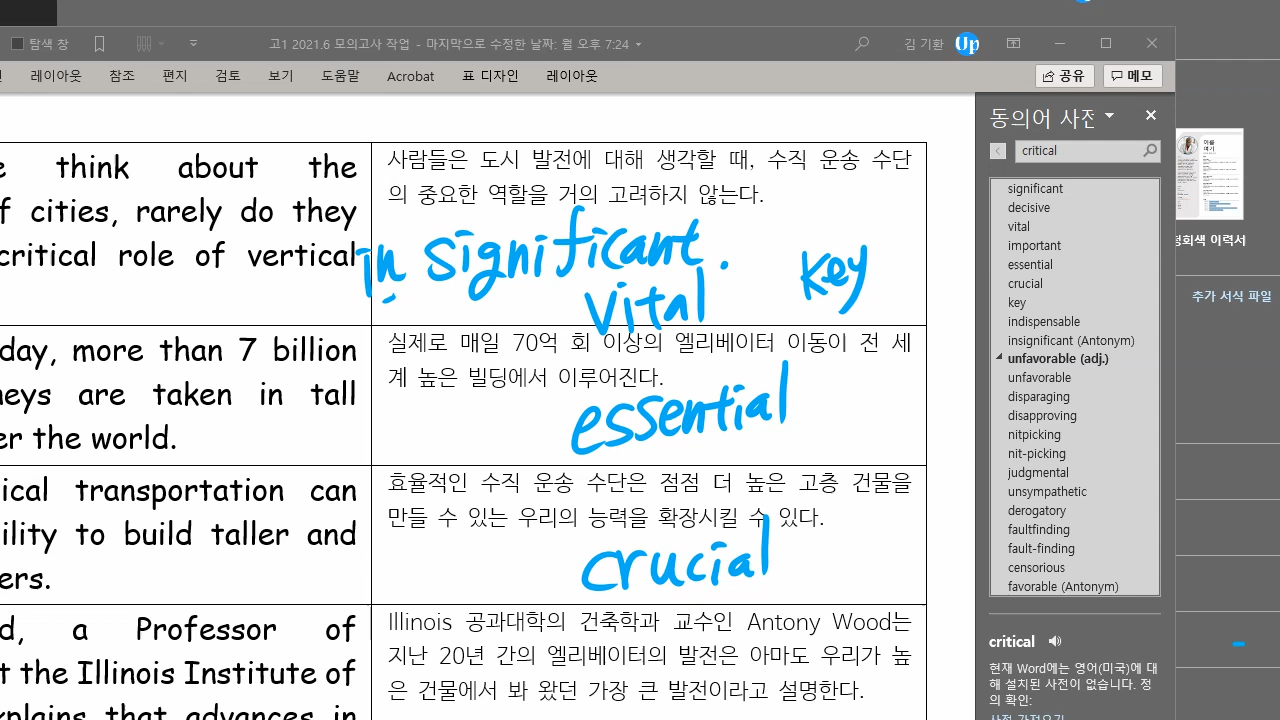 탐색 창
고1 2021.6 모의고사 작업 - 마지막으로 수정한 날짜: 월 오후 7:24
김 기환
Up
레이아웃 참조 편지 검토 보기 도움말 Acrobat 표 디자인 레이아웃
공유 메모
think about the
cities, rarely do they
critical role of vertical
사람들은 도시 발전에 대해 생각할 때, 수직 운송 수단
의 중요한 역할을 거의 고려하지 않는다.
in significant.
key
vital
day, more than 7 billion
neys are taken in tall
er the world.
실제로 매일 70억 회 이상의 엘리베이터 이동이 전 세
계 높은 빌딩에서 이루어진다.
essential
ical transportation can
ility to build taller and
ers.
효율적인 수직 운송 수단은 점점 더 높은 고층 건물을
만들 수 있는 우리의 능력을 확장시킬 수 있다.
crucial
d, a Professor of
t the Illinois Institute of
plains that advances in
Illinois 공과대학의 건축학과 교수인 Antony Wood는
지난 20년 간의 엘리베이터의 발전은 아마도 우리가 높
은 건물에서 봐 왔던 가장 큰 발전이라고 설명한다.
동의어 사전
critical
significant
decisive
vital
important
essential
crucial
key
indispensable
insignificant (Antonym)
unfavorable (adj.)
unfavorable
disparaging
disapproving
nitpicking
nit-picking
judgmental
unsympathetic
derogatory
faultfinding
fault-finding
censorious
favorable (Antonym)
critical
현재 Word에는 영어(미국)에 대
해 설치된 사전이 없습니다. 정
의 확인:
사전 가져오기
청회색 이력서
추가 서식 파일